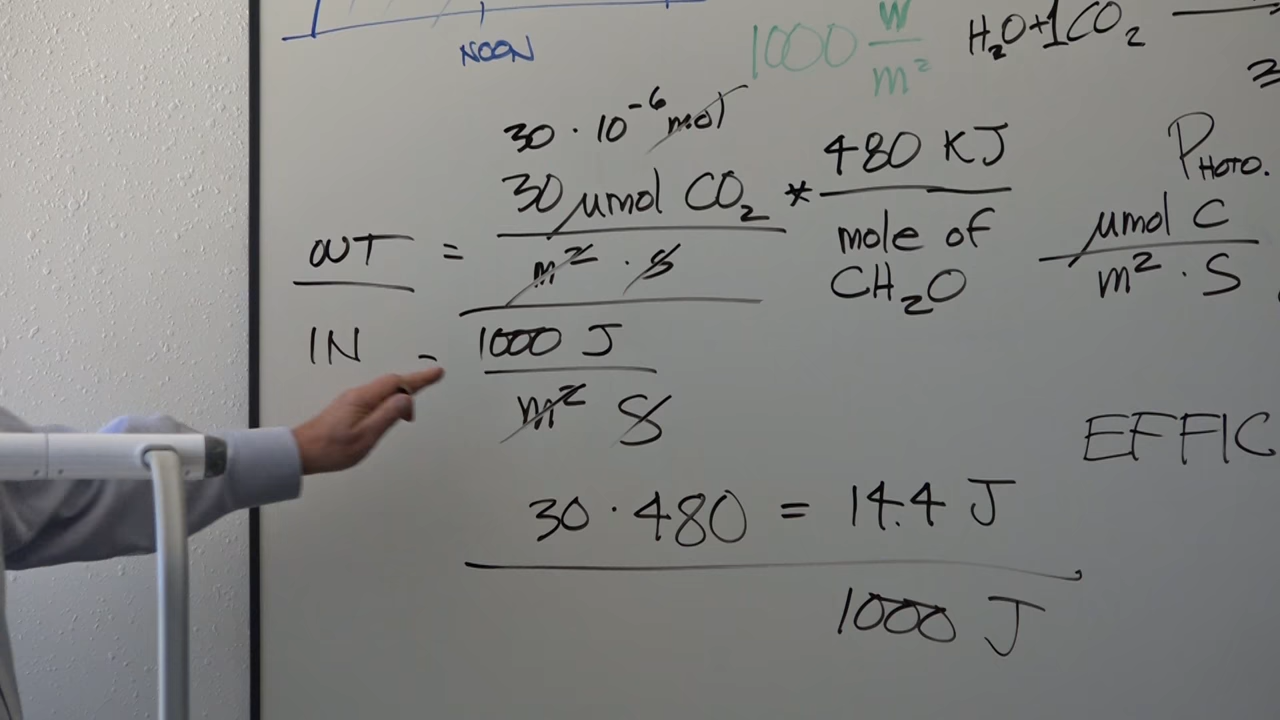 NOON
1000 W/m²
H₂O+1CO₂
30 · 10⁻⁶ mol
30 µmol CO₂ * 480 KJ
m² · s
mole of
CH₂O
OUT =
IN =
1000 J
m² S
PHOTO.
µmol C
m² · S
EFFIC
30 · 480 = 14.4 J
1000 J